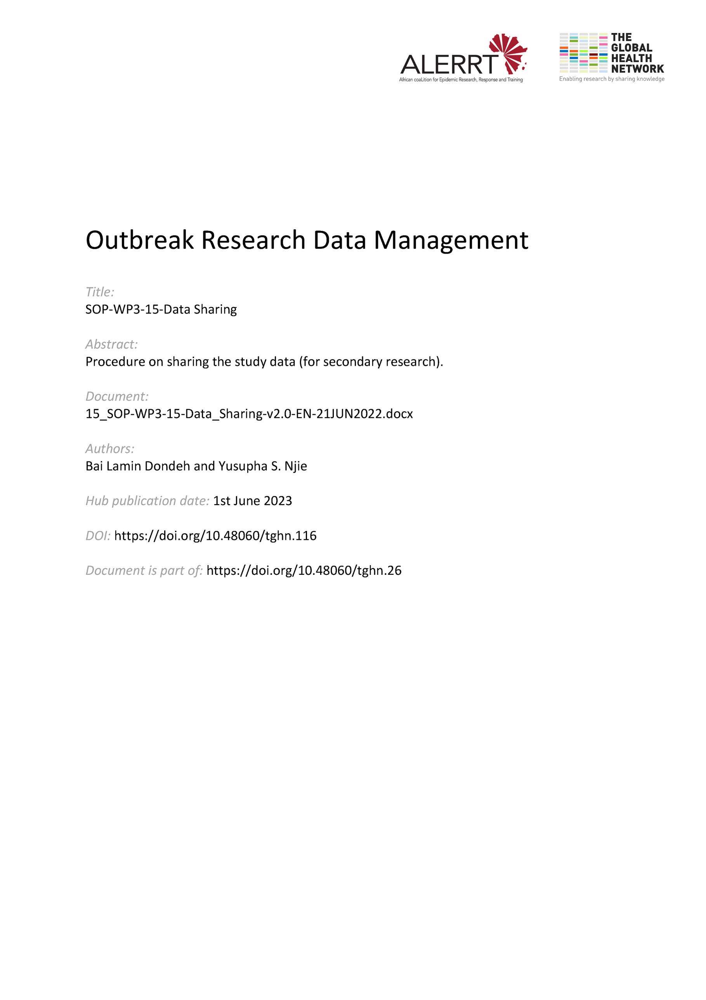 ALERRT
African coaLition for Epidemic Research, Response and Training
THE
GLOBAL
HEALTH
NETWORK
Enabling research by sharing knowledge
Outbreak Research Data Management
Title:
SOP-WP3-15-Data Sharing
Abstract:
Procedure on sharing the study data (for secondary research).
Document:
15_SOP-WP3-15-Data_Sharing-v2.0-EN-21JUN2022.docx
Authors:
Bai Lamin Dondeh and Yusupha S. Njie
Hub publication date: 1st June 2023
DOI: https://doi.org/10.48060/tghn.116
Document is part of: https://doi.org/10.48060/tghn.26